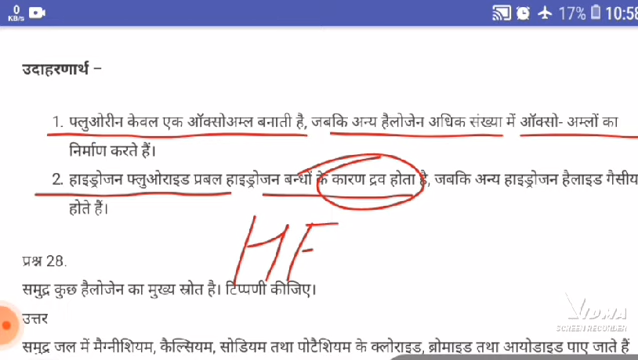 0
KB/s
17% 10:58
उदाहरणार्थ –
1. फ्लुओरीन केवल एक ऑक्सोअम्ल बनाती है, जबकि अन्य हैलोजेन अधिक संख्या में ऑक्सो- अम्लों का
निर्माण करते हैं।
2. हाइड्रोजन फ्लुओराइड प्रबल हाइड्रोजन बन्धों के कारण द्रव होता है, जबकि अन्य हाइड्रोजन हैलाइड गैसीय
होते हैं।
HF
प्रश्न 28.
समुद्र कुछ हैलोजेन का मुख्य स्रोत है। टिप्पणी कीजिए।
उत्तर
VIDMA
SCREEN RECORDER
समुद्र जल में मैग्नीशियम, कैल्सियम, सोडियम तथा पोटैशियम के क्लोराइड, ब्रोमाइड तथा आयोडाइड पाए जाते हैं